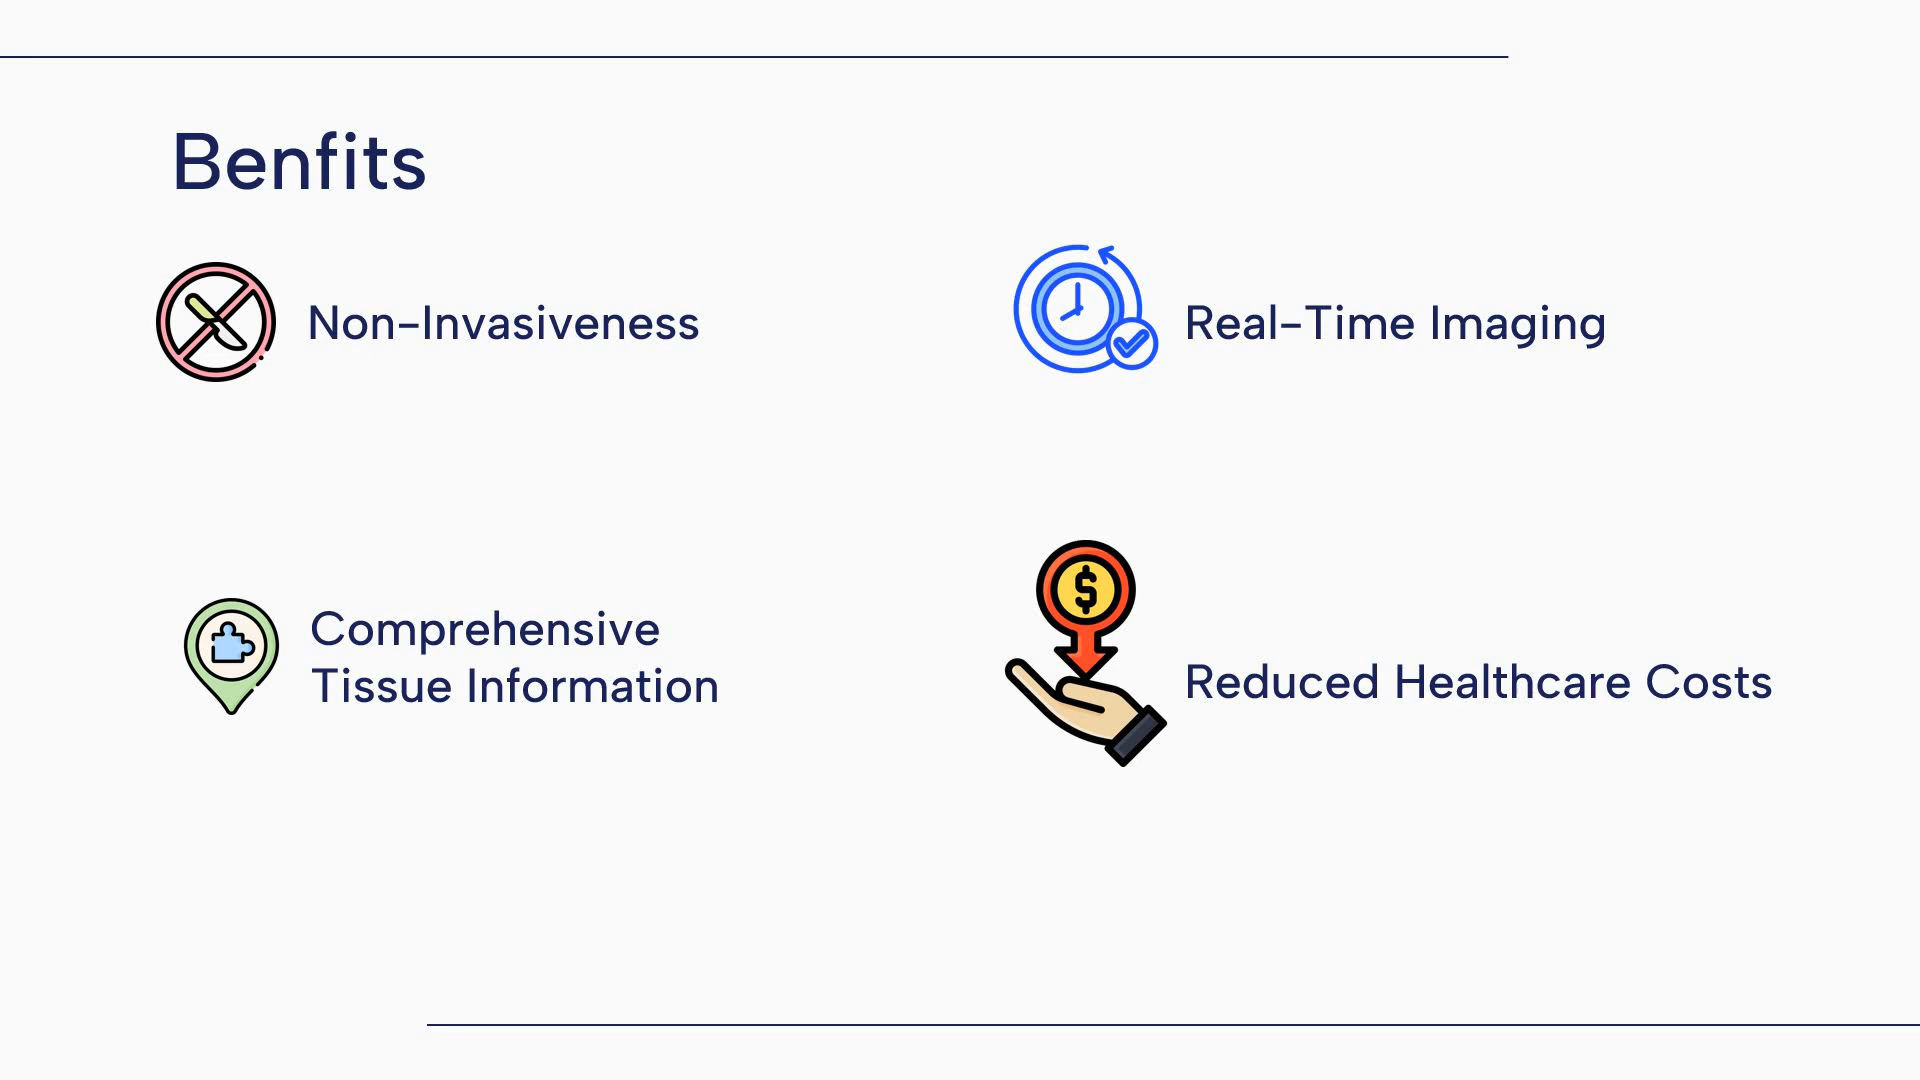 Benfits
Non-Invasiveness
Real-Time Imaging
Comprehensive
Tissue Information
$
Reduced Healthcare Costs